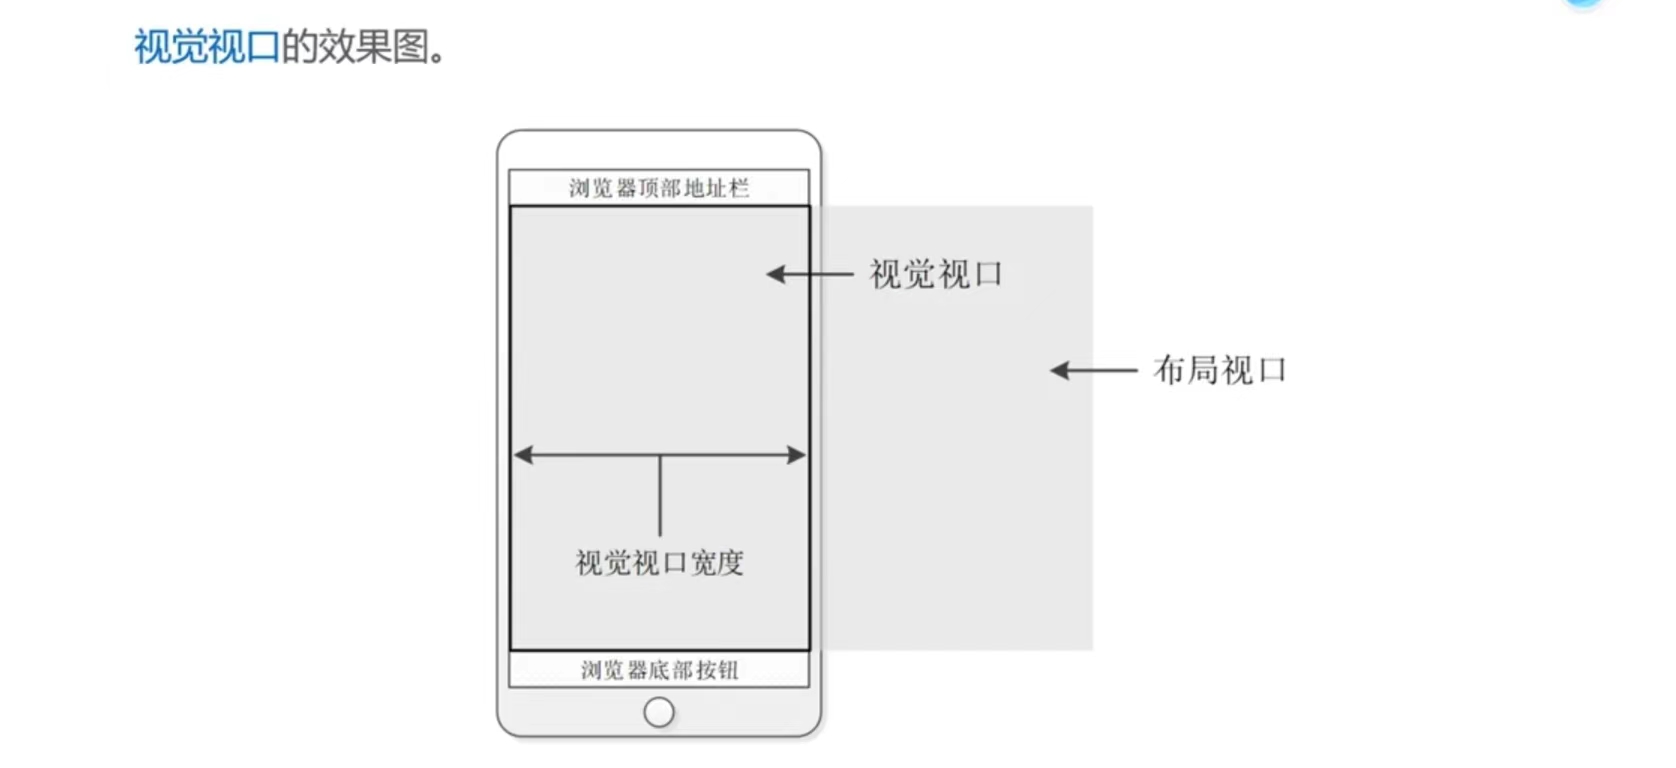 视觉视口的效果图。
浏览器顶部地址栏
视觉视口
布局视口
视觉视口宽度
浏览器底部按钮